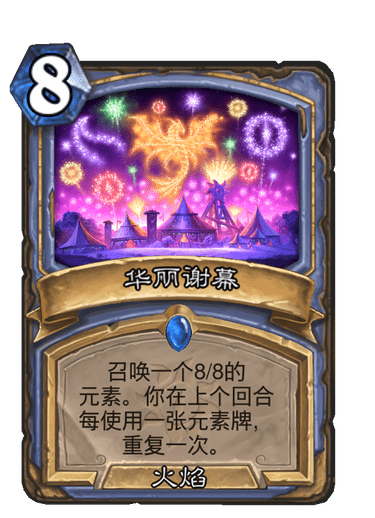 8
华丽谢幕
召唤一个8/8的
元素。你在上个回合
每使用一张元素牌，
重复一次。
火焰